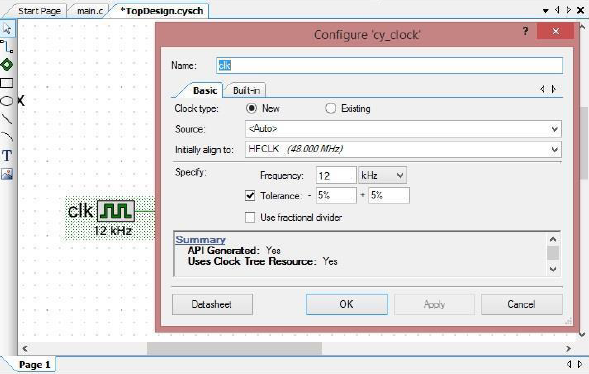 Start Page main.c *TopDesign.cysch
Configure 'cy_clock'
Name: clk
Basic Built-in
Clock type: New Existing
Source: <Auto>
Initially align to: HFCLK (48.000 MHz)
Specify: Frequency: 12 kHz
Tolerance: - 5% + 5%
Use fractional divider
clk
12 kHz
Summary
API Generated: Yes
Uses Clock Tree Resource: Yes
Datasheet OK Apply Cancel
Page 1